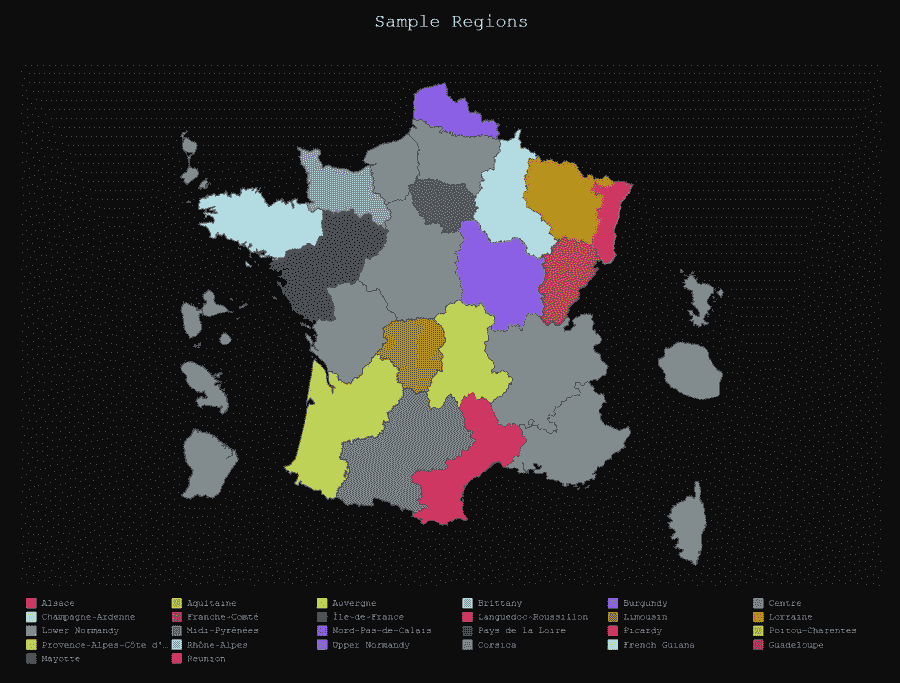 Sample Regions
Alsace Aquitaine Auvergne Brittany Burgundy Centre
Champagne-Ardenne Franche-Comté Île-de-France Languedoc-Roussillon Limousin Lorraine
Lower Normandy Midi-Pyrénées Nord-Pas-de-Calais Pays de la Loire Picardy Poitou-Charentes
Provence-Alpes-Côte d'... Rhône-Alpes Upper Normandy Corsica French Guiana Guadeloupe
Mayotte Reunion